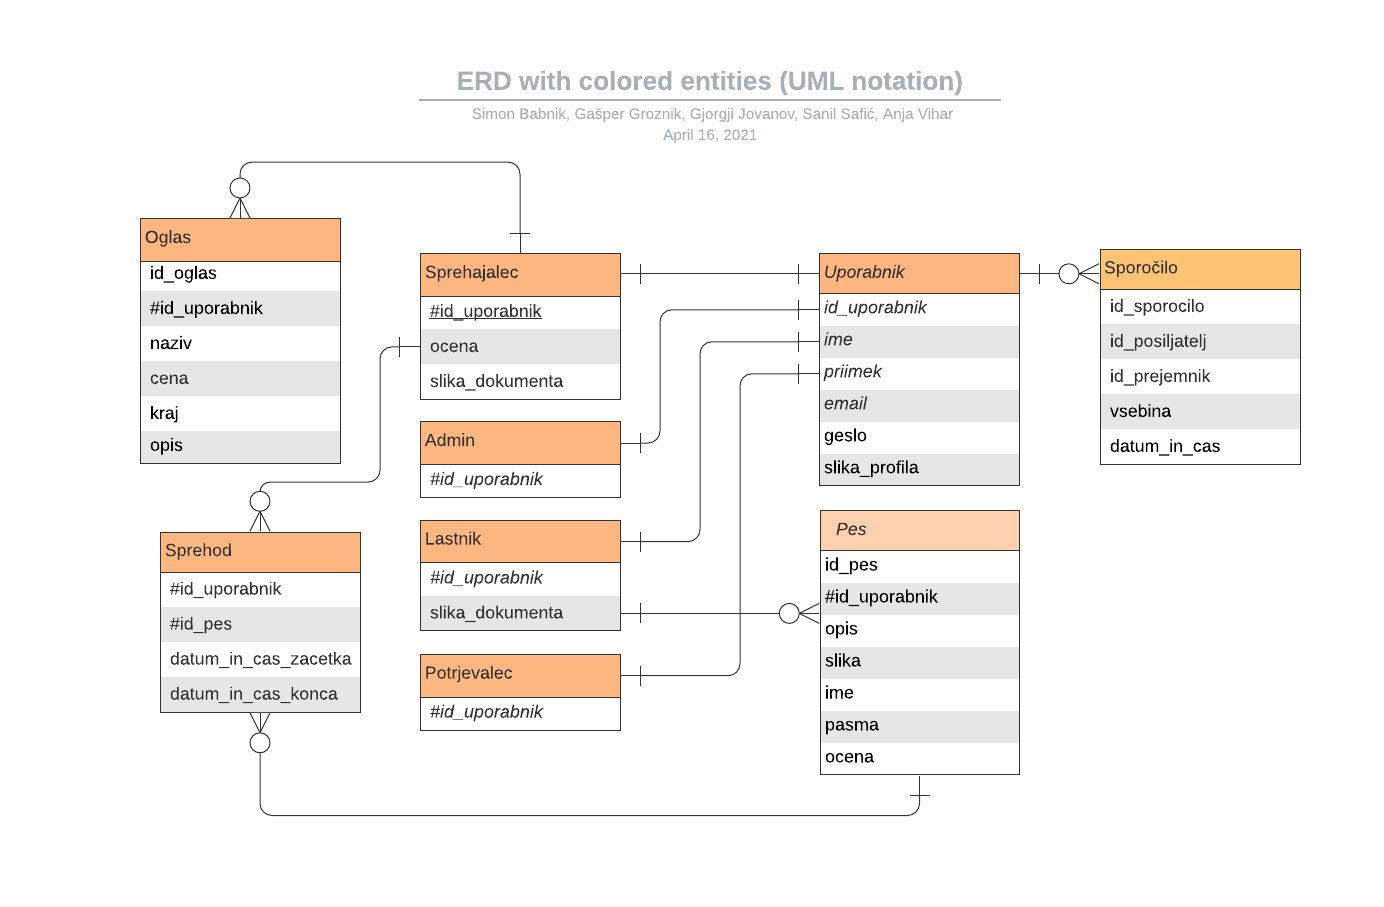 ERD with colored entities (UML notation)
Simon Babnik, Gašper Groznik, Gjorgji Jovanov, Sanil Safić, Anja Vihar
April 16, 2021
Oglas
id_oglas
#id_uporabnik
naziv
cena
kraj
opis
Sprehajalec
#id_uporabnik
ocena
slika_dokumenta
Uporabnik
id_uporabnik
ime
priimek
email
geslo
slika_profila
Sporočilo
id_sporocilo
id_posiljatelj
id_prejemnik
vsebina
datum_in_cas
Admin
#id_uporabnik
Lastnik
#id_uporabnik
slika_dokumenta
Potrjevalec
#id_uporabnik
Sprehod
#id_uporabnik
#id_pes
datum_in_cas_zacetka
datum_in_cas_konca
Pes
id_pes
#id_uporabnik
opis
slika
ime
pasma
ocena